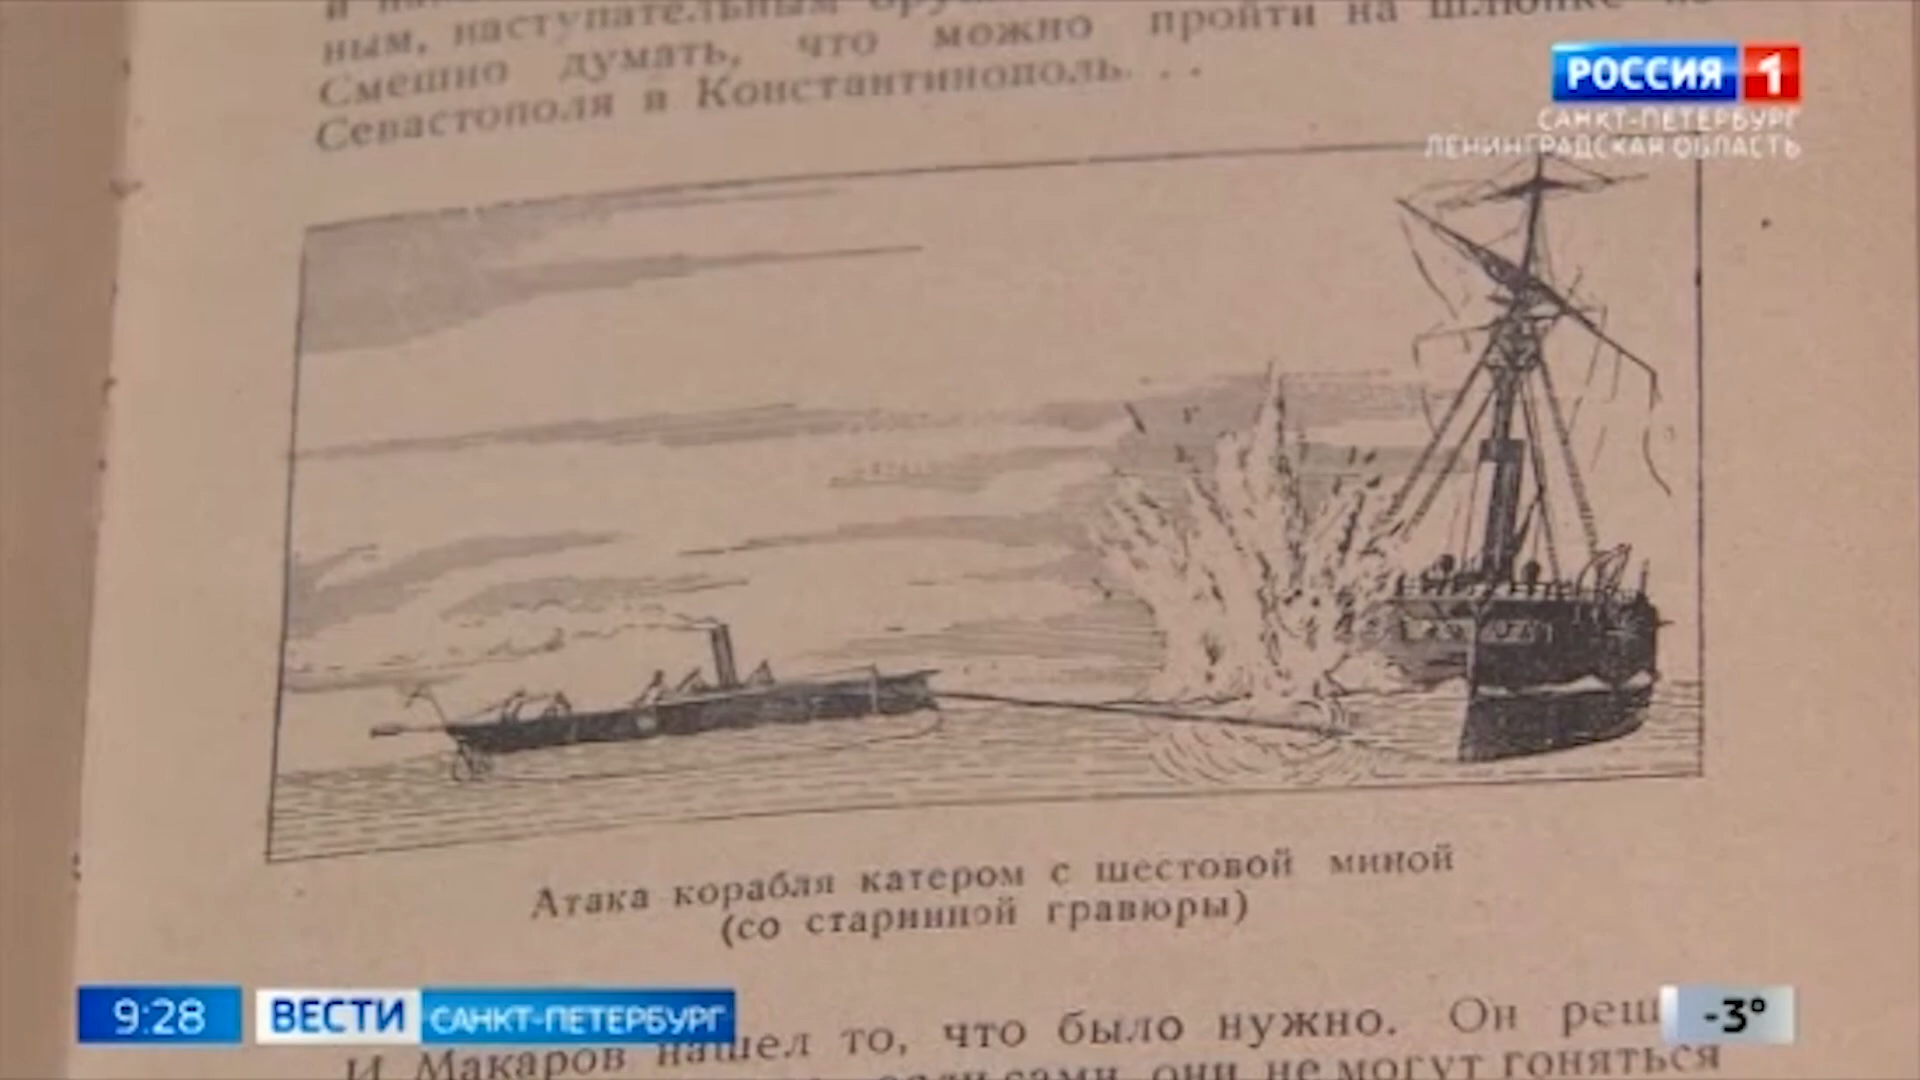 ным, наступательным
Смешно думать, что можно пройти на шлюпке
Севастополя в Константинополь. . .
РОССИЯ 1
САНКТ-ПЕТЕРБУРГ
ЛЕНИНГРАДСКАЯ ОБЛАСТЬ
Атака корабля катером с шестовой миной
(со старинной гравюры)
9:28 ВЕСТИ САНКТ-ПЕТЕРБУРГ
-3°
И Макаров нашел то, что было нужно. Он
сами, они не могут гоняться